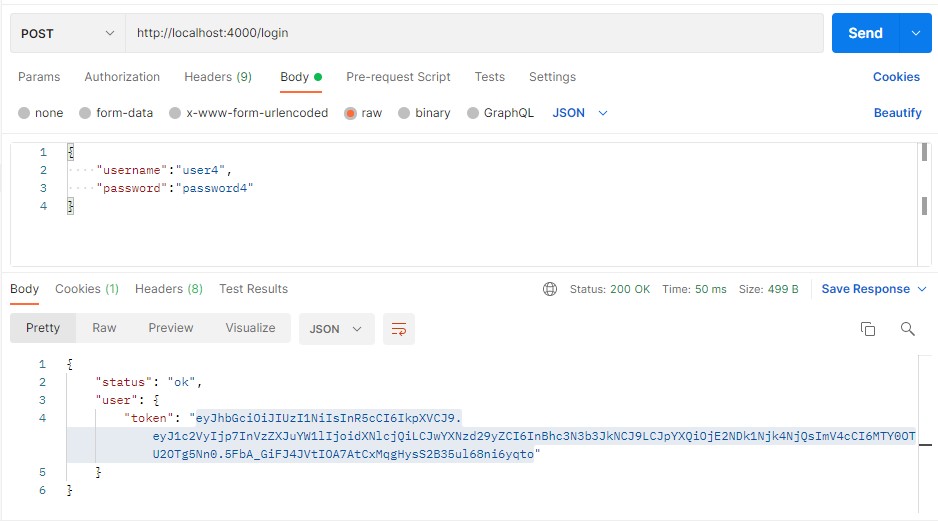 POST http://localhost:4000/login Send
Params Authorization Headers (9) Body Pre-request Script Tests Settings Cookies
none form-data x-www-form-urlencoded raw binary GraphQL JSON Beautify
1 {
2 "username":"user4",
3 "password":"password4"
4 }
Body Cookies (1) Headers (8) Test Results Status: 200 OK Time: 50 ms Size: 499 B Save Response
Pretty Raw Preview Visualize JSON
1 {
2 "status": "ok",
3 "user": {
4 "token": "eyJhbGciOiJIUzI1NiIsInR5cCI6IkpXVCJ9.
eyJ1c2VyIjp7InVzZXJuYW1lIjoidXNlcjQiLCJwYXNzd29yZCI6InBhc3N3b3JkNCJ9LCJpYXQiOjE2NDk1Njk4NjQsImV4cCI6MTY0OT
U2OTg5Nn0.5FbA_GiFJ4JVtIOA7AtCxMqgHysS2B35ul68ni6yqto"
5 }
6 }